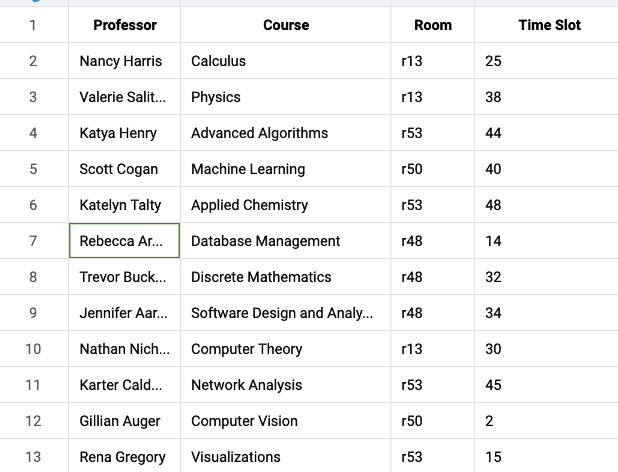 1 Professor Course Room Time Slot
2 Nancy Harris Calculus r13 25
3 Valerie Salit... Physics r13 38
4 Katya Henry Advanced Algorithms r53 44
5 Scott Cogan Machine Learning r50 40
6 Katelyn Talty Applied Chemistry r53 48
7 Rebecca Ar... Database Management r48 14
8 Trevor Buck... Discrete Mathematics r48 32
9 Jennifer Aar... Software Design and Analy... r48 34
10 Nathan Nich... Computer Theory r13 30
11 Karter Cald... Network Analysis r53 45
12 Gillian Auger Computer Vision r50 2
13 Rena Gregory Visualizations r53 15